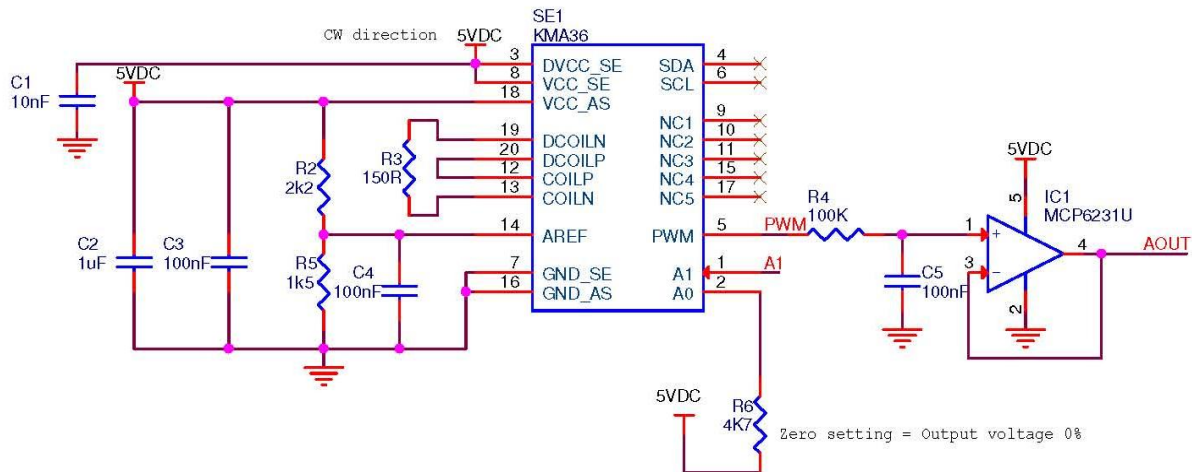 SE1
KMA36
CW direction
5VDC
5VDC
C1
10nF
3
8
18
DVCC_SE
VCC_SE
VCC_AS
SDA
SCL
4
6
19
20
12
13
DCOILN
DCOILP
COILP
COILN
NC1
NC2
NC3
NC4
NC5
9
10
11
15
17
R2
2k2
R3
150R
14
AREF
PWM
5
PWM
R4
100K
5VDC
5
IC1
MCP6231U
1
+
3
-
4
AOUT
2
C2
1uF
C3
100nF
R5
1k5
C4
100nF
7
16
GND_SE
GND_AS
A1
A0
1
2
A1
C5
100nF
5VDC
R6
4K7
Zero setting = Output voltage 0%